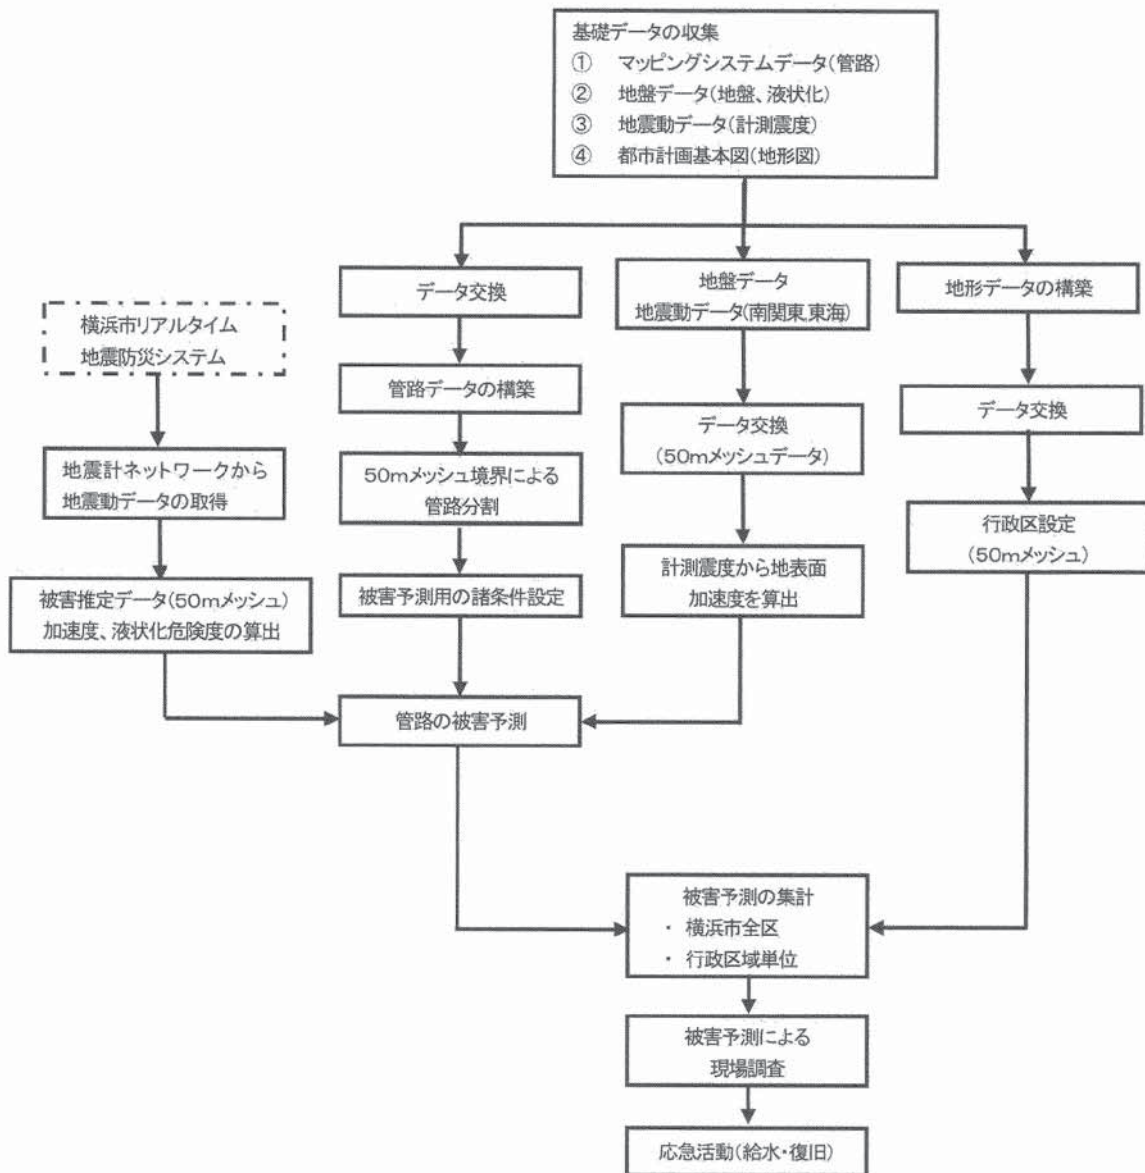 基礎データの収集
① マッピングシステムデータ(管路)
② 地盤データ(地盤、液状化)
③ 地震動データ(計測震度)
④ 都市計画基本図(地形図)
横浜市リアルタイム
地震防災システム
地震計ネットワークから
地震動データの取得
被害推定データ(50mメッシュ)
加速度、液状化危険度の算出
データ交換
管路データの構築
50mメッシュ境界による
管路分割
被害予測用の諸条件設定
管路の被害予測
地盤データ
地震動データ(南関東,東海)
データ交換
(50mメッシュデータ)
計測震度から地表面
加速度を算出
地形データの構築
データ交換
行政区設定
(50mメッシュ)
被害予測の集計
・ 横浜市全区
・ 行政区域単位
被害予測による
現場調査
応急活動(給水・復旧)